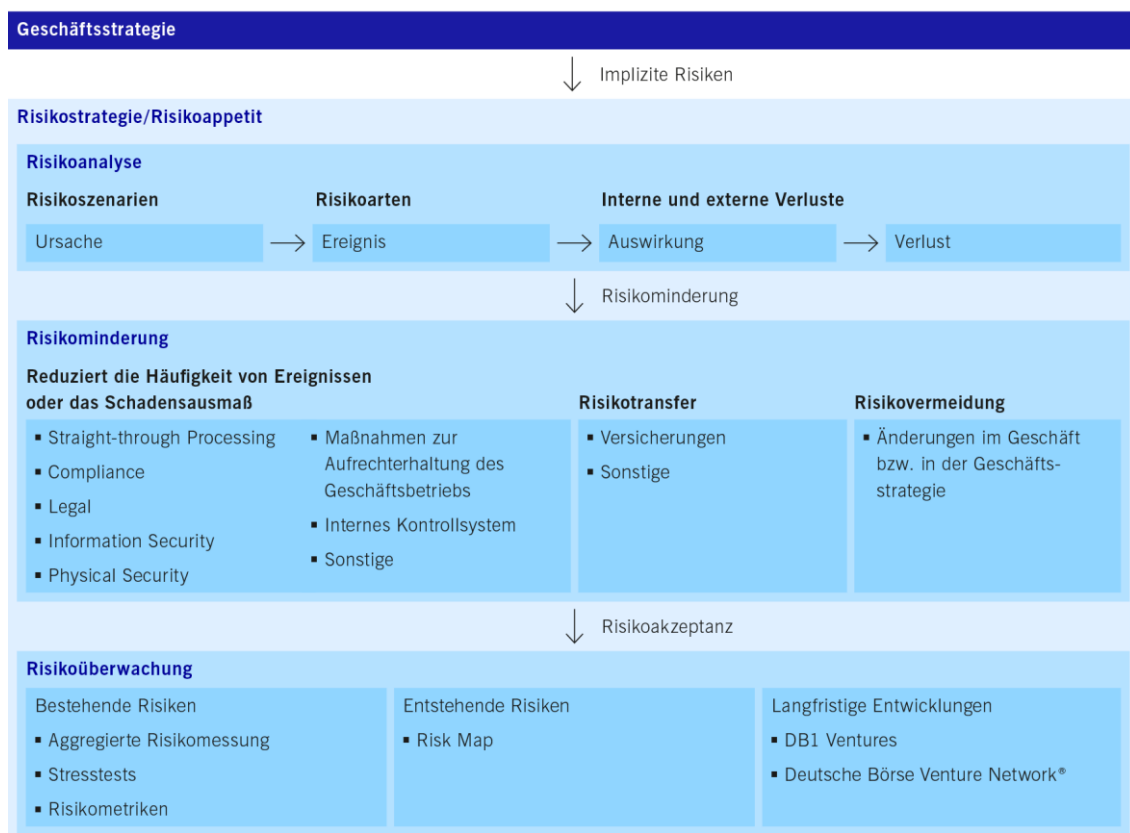 Geschäftsstrategie
Implizite Risiken
Risikostrategie/Risikoappetit
Risikoanalyse
Risikoszenarien
Risikoarten
Interne und externe Verluste
Ursache
Ereignis
Auswirkung
Verlust
Risikominderung
Risikominderung
Reduziert die Häufigkeit von Ereignissen
oder das Schadensausmaß
▪ Straight-through Processing
▪ Compliance
▪ Legal
▪ Information Security
▪ Physical Security
▪ Maßnahmen zur
Aufrechterhaltung des
Geschäftsbetriebs
▪ Internes Kontrollsystem
▪ Sonstige
Risikotransfer
▪ Versicherungen
▪ Sonstige
Risikovermeidung
▪ Änderungen im Geschäft
bzw. in der Geschäfts-
strategie
Risikoakzeptanz
Risikoüberwachung
Bestehende Risiken
▪ Aggregierte Risikomessung
▪ Stresstests
▪ Risikometriken
Entstehende Risiken
▪ Risk Map
Langfristige Entwicklungen
▪ DB1 Ventures
▪ Deutsche Börse Venture Network®